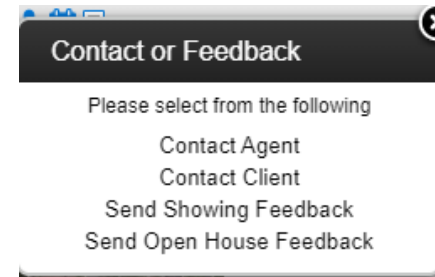 Contact or Feedback
Please select from the following
Contact Agent
Contact Client
Send Showing Feedback
Send Open House Feedback